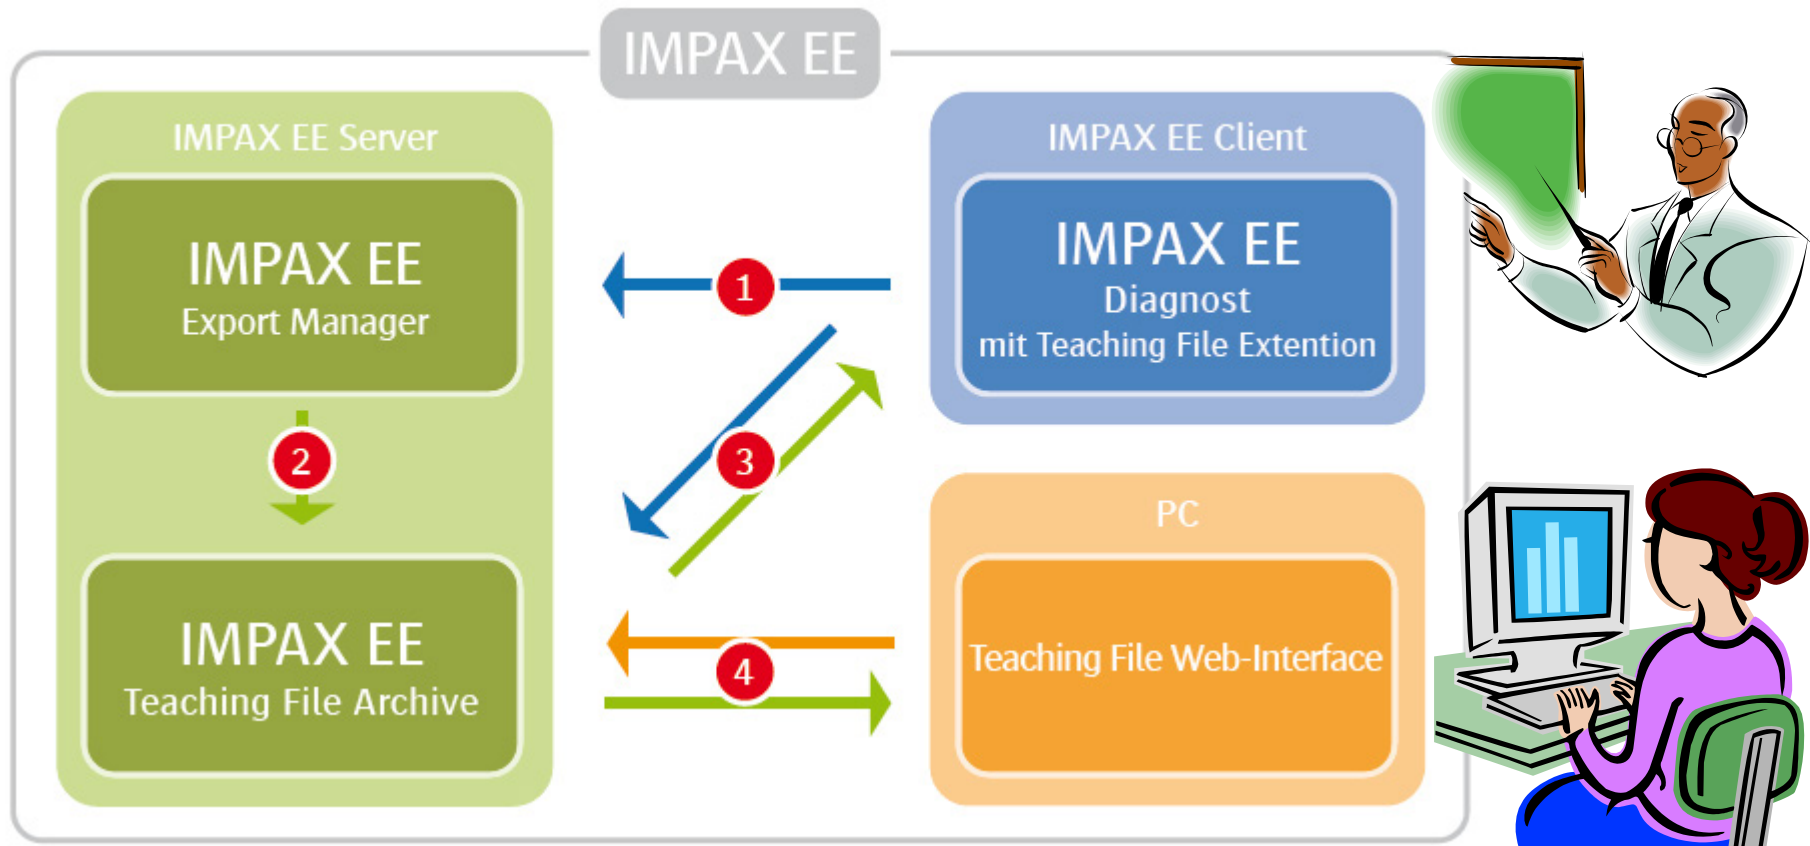 IMPAX EE
IMPAX EE Server
IMPAX EE
Export Manager
2
IMPAX EE
Teaching File Archive
1
3
4
IMPAX EE Client
IMPAX EE
Diagnost
mit Teaching File Extention
PC
Teaching File Web-Interface